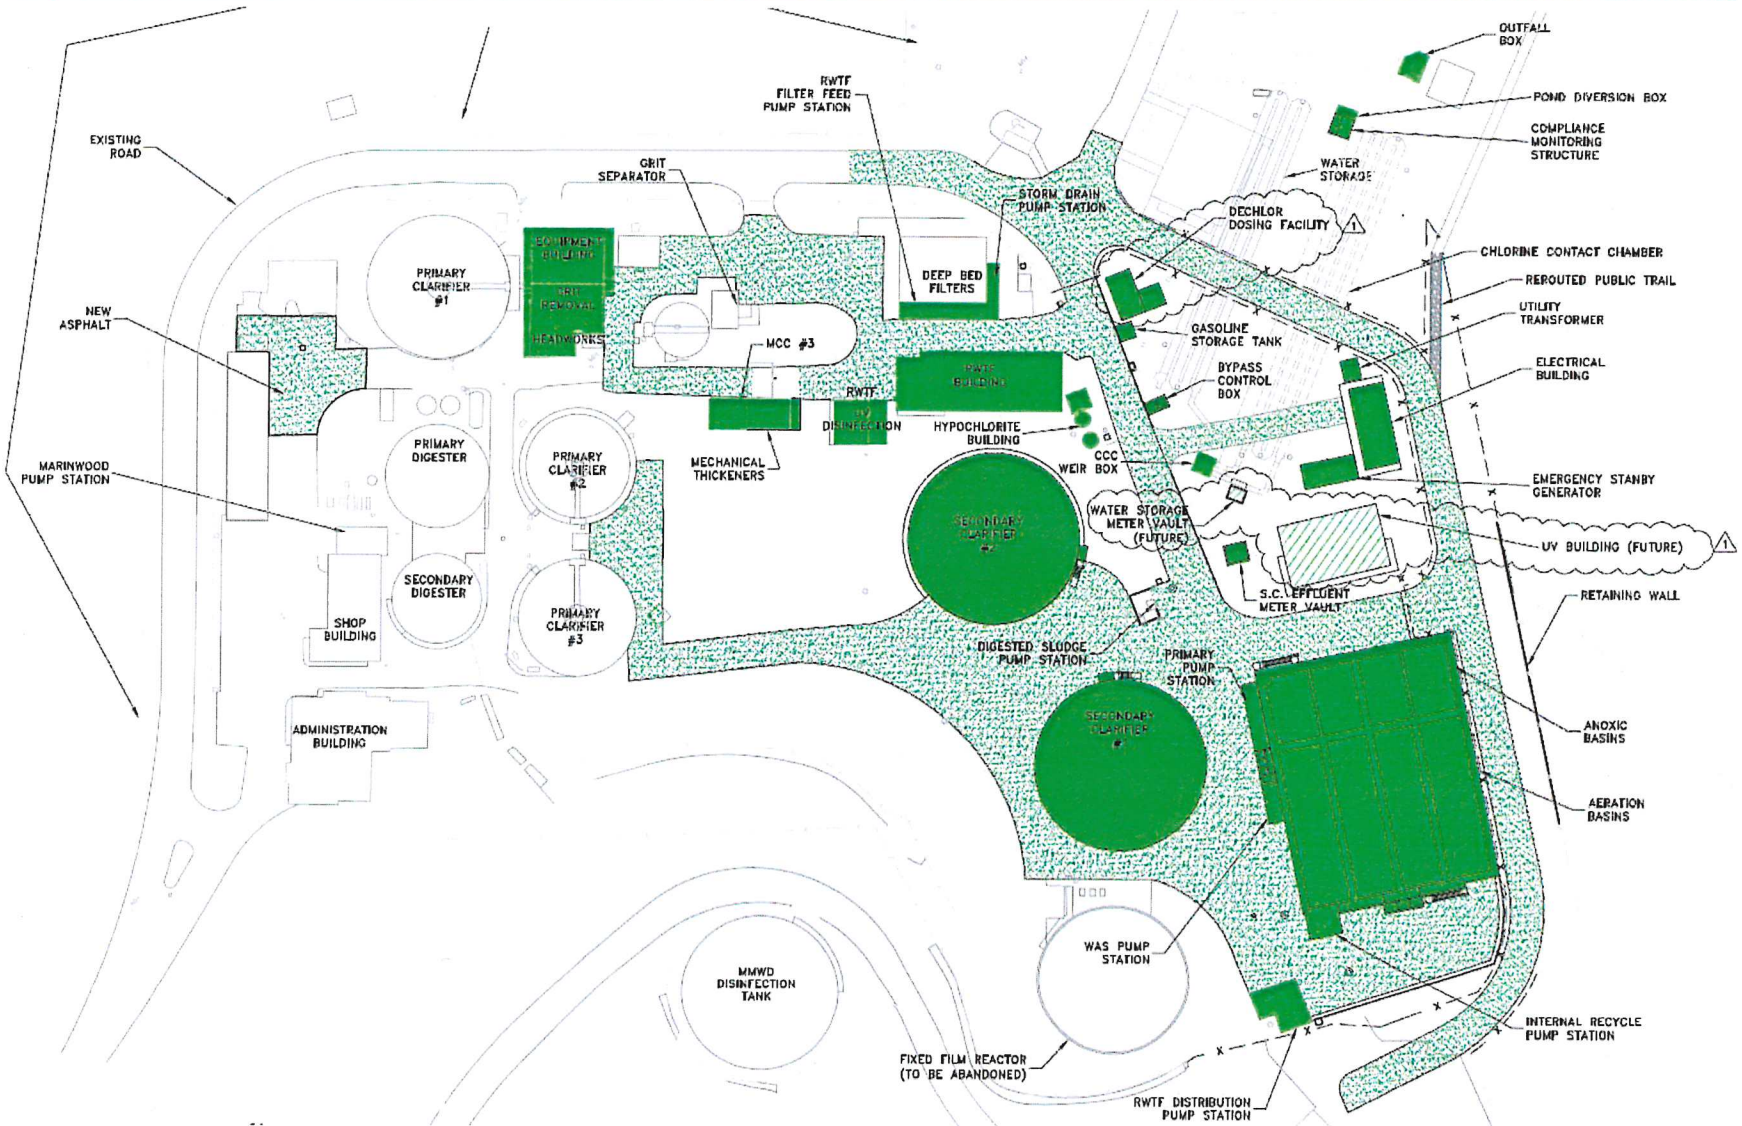 OUTFALL
BOX
RWTF
FILTER FEED
PUMP STATION
POND DIVERSION BOX
COMPLIANCE
MONITORING
STRUCTURE
EXISTING
ROAD
GRIT
SEPARATOR
WATER
STORAGE
STORM DRAIN
PUMP STATION
DECHLOR
DOSING FACILITY
1
EQUIPMENT
BUILDING
CHLORINE CONTACT CHAMBER
PRIMARY
CLARIFIER
#1
DEEP BED
FILTERS
REROUTED PUBLIC TRAIL
GRIT
REMOVAL
UTILITY
TRANSFORMER
NEW
ASPHALT
HEADWORKS
MCC #3
GASOLINE
STORAGE TANK
RWTF
BUILDING
BYPASS
CONTROL
BOX
ELECTRICAL
BUILDING
RWTF
UV
DISINFECTION
HYPOCHLORITE
BUILDING
PRIMARY
DIGESTER
PRIMARY
CLARIFIER
#2
MECHANICAL
THICKENERS
CCC
WEIR BOX
MARINWOOD
PUMP STATION
EMERGENCY STANBY
GENERATOR
WATER STORAGE
METER VAULT
(FUTURE)
SECONDARY
CLARIFIER
#2
UV BUILDING (FUTURE)
1
SECONDARY
DIGESTER
S.C. EFFLUENT
METER VAULT
RETAINING WALL
SHOP
BUILDING
PRIMARY
CLARIFIER
#3
DIGESTED SLUDGE
PUMP STATION
PRIMARY
PUMP
STATION
ADMINISTRATION
BUILDING
SECONDARY
CLARIFIER
ANOXIC
BASINS
AERATION
BASINS
WAS PUMP
STATION
MMWD
DISINFECTION
TANK
INTERNAL RECYCLE
PUMP STATION
FIXED FILM REACTOR
(TO BE ABANDONED)
RWTF DISTRIBUTION
PUMP STATION